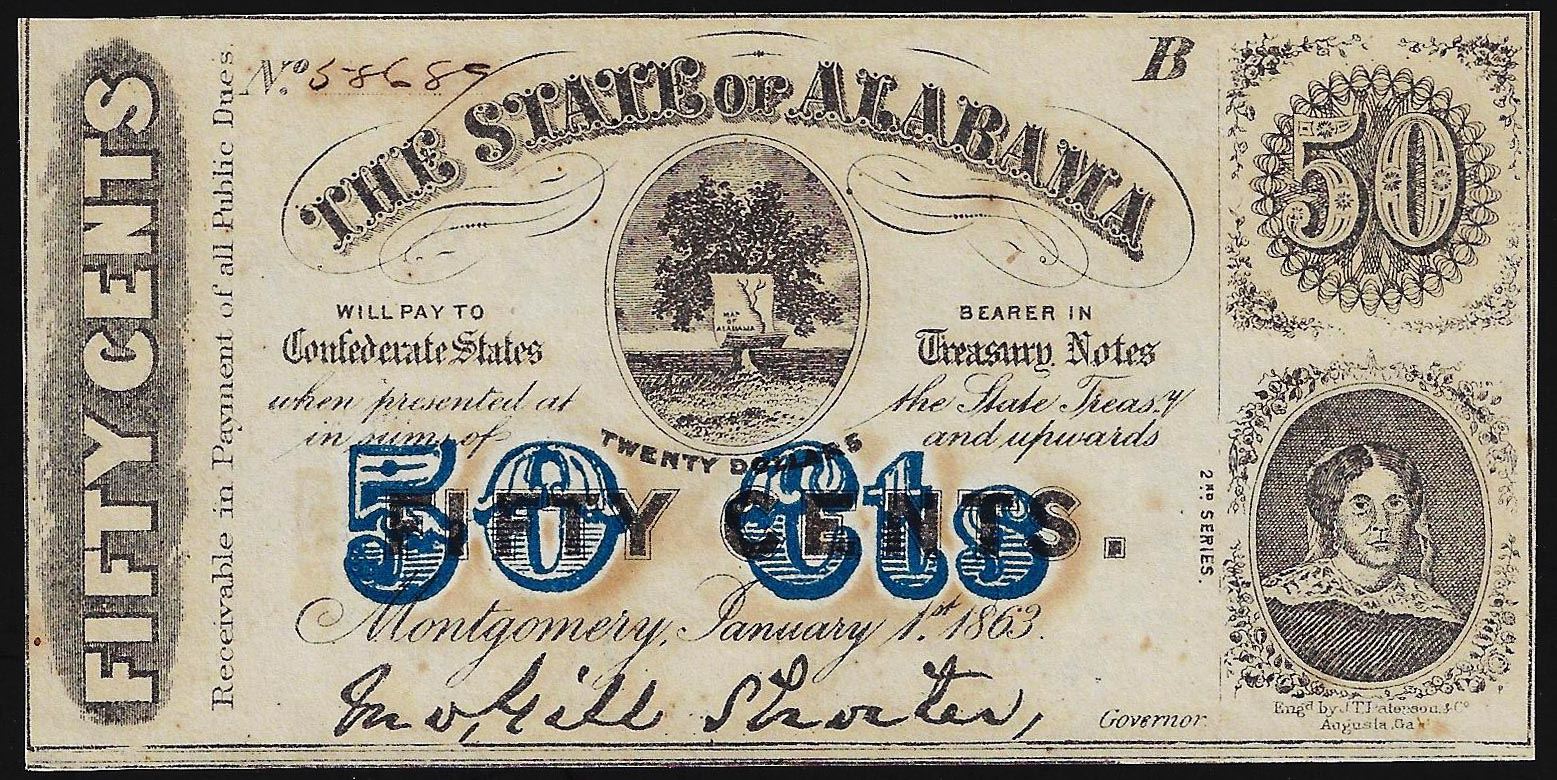 FIFTY CENTS
Receivable in Payment of all Public Dues.
No. 58689
B
THE STATE OF ALABAMA
50
MAP
OF
ALABAMA
WILL PAY TO BEARER IN
Confederate States Treasury Notes
when presented at the State Treas.y
in sums of TWENTY DOLLARS and upwards
50 Cts
FIFTY CENTS.
2ND SERIES.
Montgomery, January 1st 1863.
Jno, Gill Shorter,
Governor
Engd by J.T. Paterson & Co
Augusta, Ga